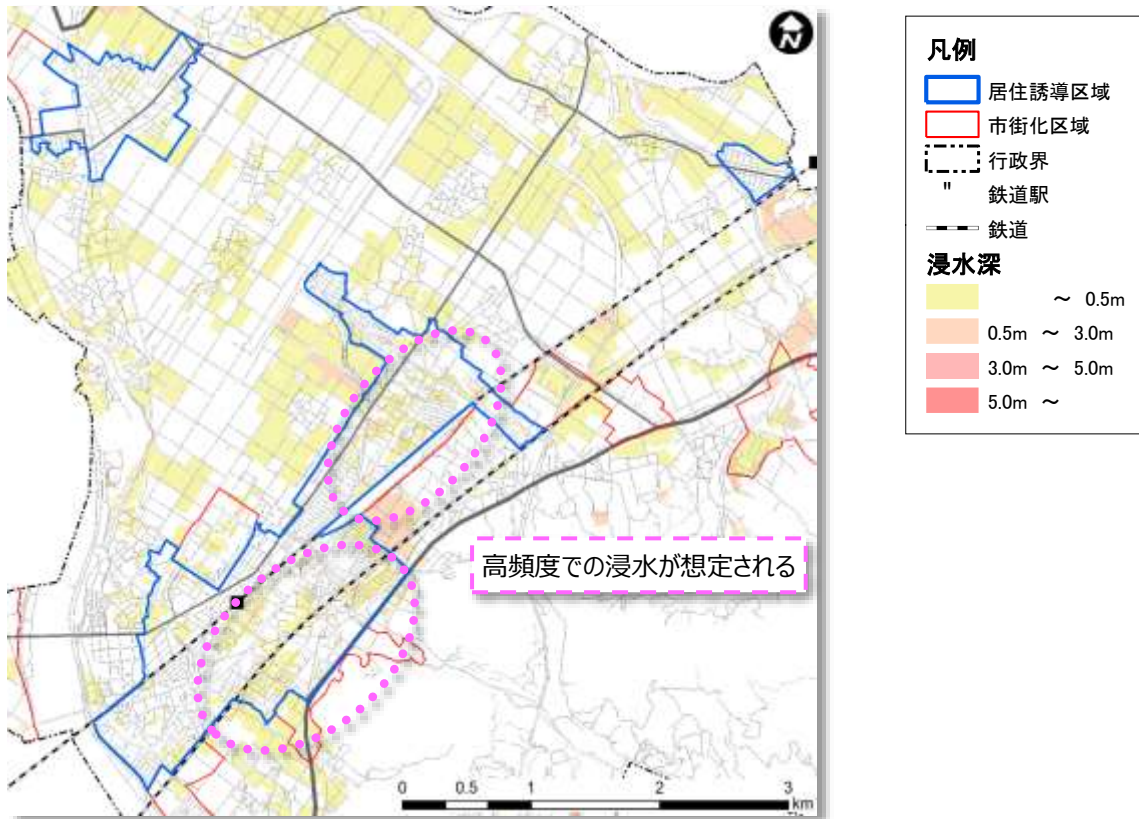 N
高頻度での浸水が想定される
0 0.5 1 2 3
km
凡例
居住誘導区域
市街化区域
行政界
" 鉄道駅
鉄道
浸水深
～ 0.5m
0.5m ～ 3.0m
3.0m ～ 5.0m
5.0m ～